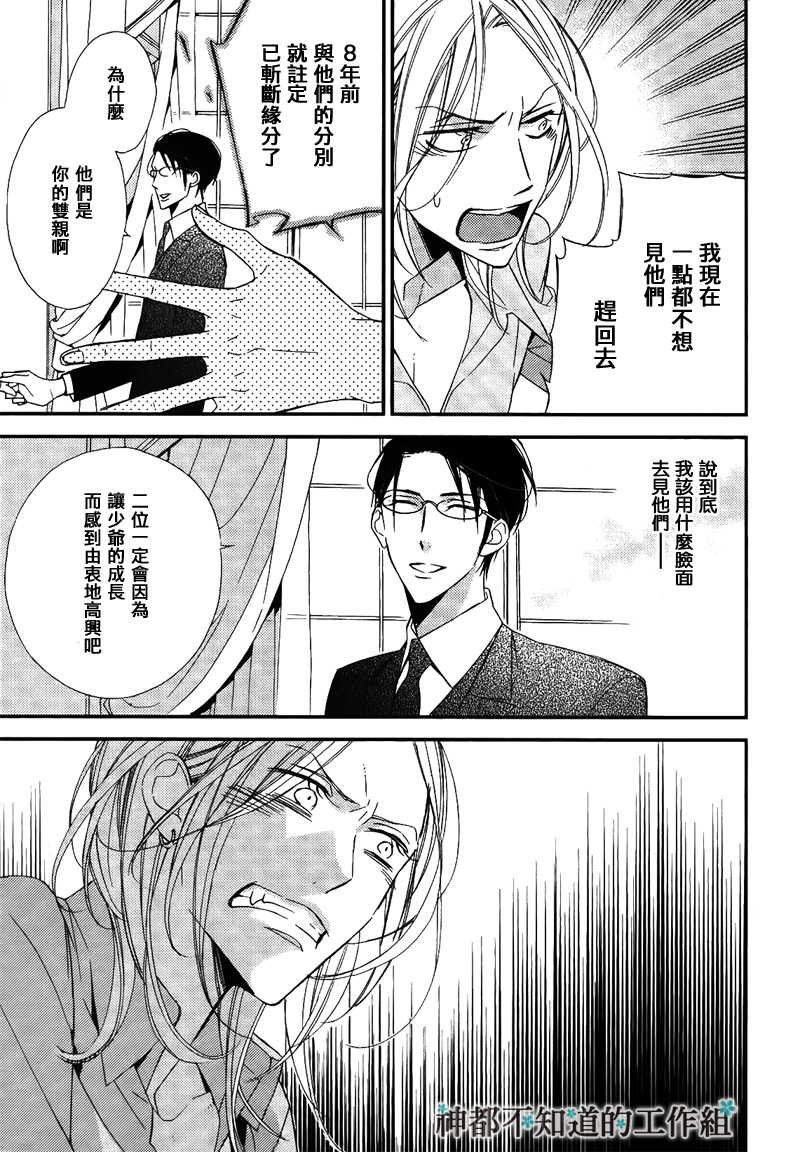 我現在
一點都不想
見他們
趕回去
8年前
與他們的分別
就註定
已斬斷緣分了
為什麼
他們是
你的雙親啊
說到底
我該用什麼臉面
去見他們——
二位一定會因為
讓少爺的成長
而感到由衷地高興吧
神都不知道的工作組